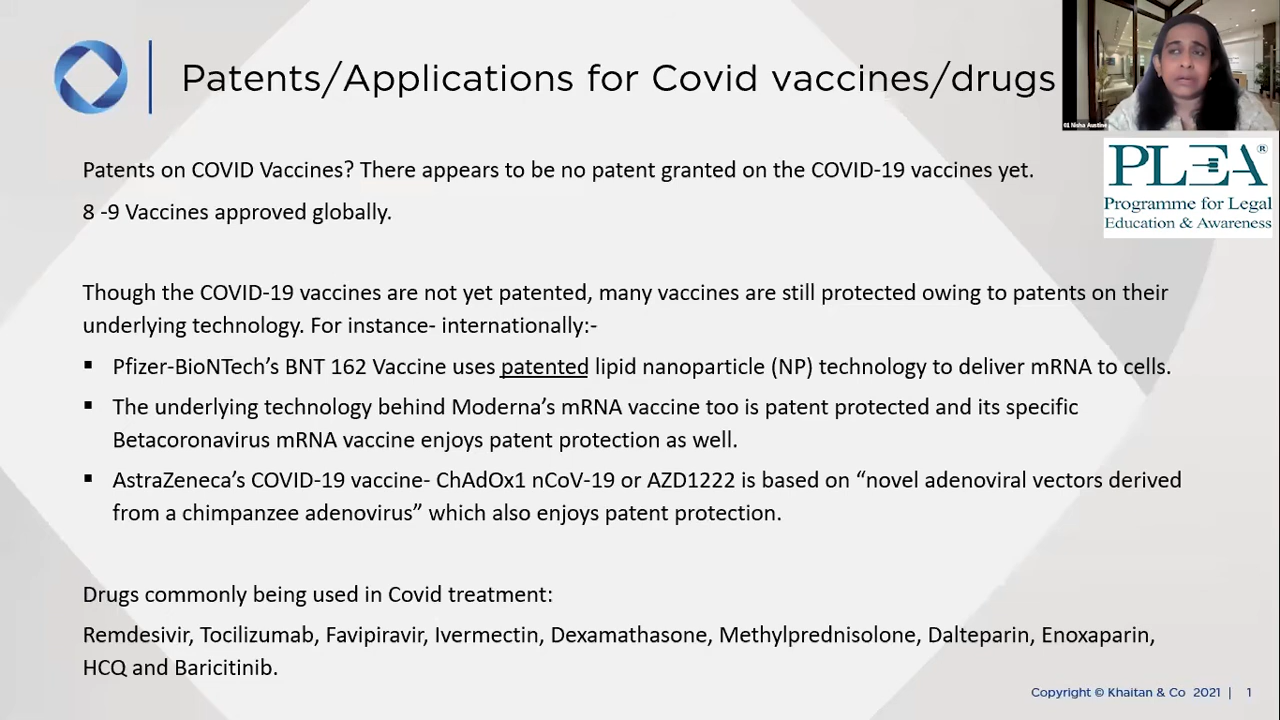 Patents/Applications for Covid vaccines/drugs
Nisha Austine
PLEA®
Programme for Legal
Education & Awareness
Patents on COVID Vaccines? There appears to be no patent granted on the COVID-19 vaccines yet.
8 -9 Vaccines approved globally.
Though the COVID-19 vaccines are not yet patented, many vaccines are still protected owing to patents on their
underlying technology. For instance- internationally:-
▪ Pfizer-BioNTech’s BNT 162 Vaccine uses patented lipid nanoparticle (NP) technology to deliver mRNA to cells.
▪ The underlying technology behind Moderna’s mRNA vaccine too is patent protected and its specific
Betacoronavirus mRNA vaccine enjoys patent protection as well.
▪ AstraZeneca’s COVID-19 vaccine- ChAdOx1 nCoV-19 or AZD1222 is based on “novel adenoviral vectors derived
from a chimpanzee adenovirus” which also enjoys patent protection.
Drugs commonly being used in Covid treatment:
Remdesivir, Tocilizumab, Favipiravir, Ivermectin, Dexamathasone, Methylprednisolone, Dalteparin, Enoxaparin,
HCQ and Baricitinib.
Copyright © Khaitan & Co 2021 | 1